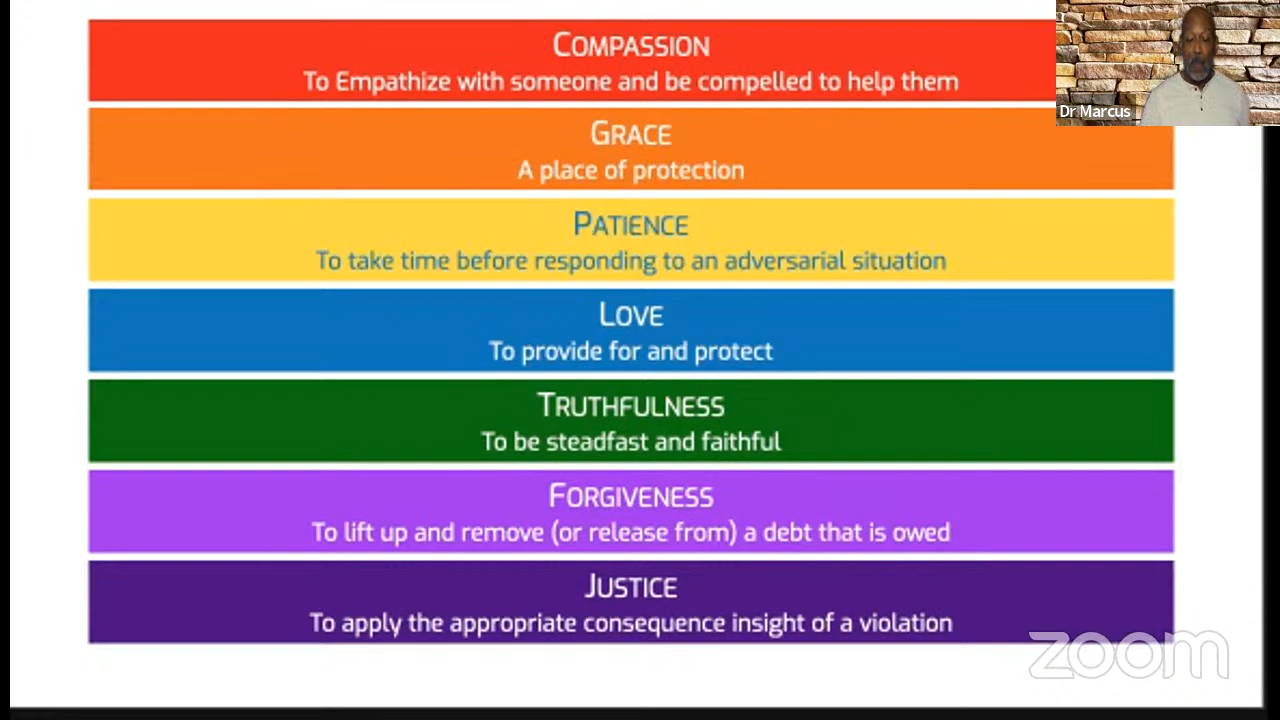 COMPASSION
To Empathize with someone and be compelled to help them
Dr Marcus
GRACE
A place of protection
PATIENCE
To take time before responding to an adversarial situation
LOVE
To provide for and protect
TRUTHFULNESS
To be steadfast and faithful
FORGIVENESS
To lift up and remove (or release from) a debt that is owed
JUSTICE
To apply the appropriate consequence insight of a violation
zoom